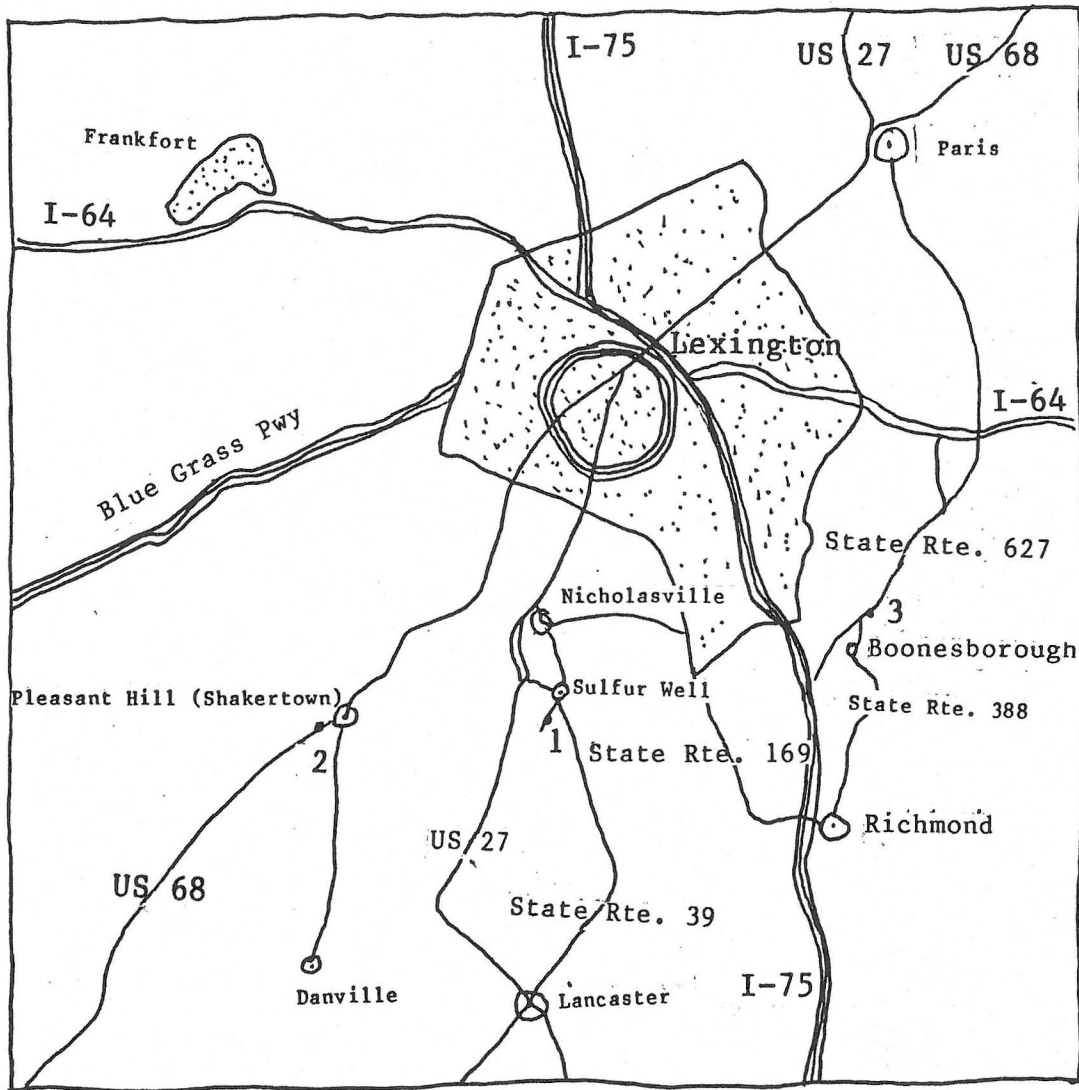 I-75
US 27
US 68
Frankfort
Paris
I-64
Lexington
I-64
Blue Grass Pwy
State Rte. 627
Nicholasville
3
Boonesborough
Pleasant Hill (Shakertown)
Sulfur Well
State Rte. 388
2
1
State Rte. 169
Richmond
US 27
US 68
State Rte. 39
I-75
Danville
Lancaster